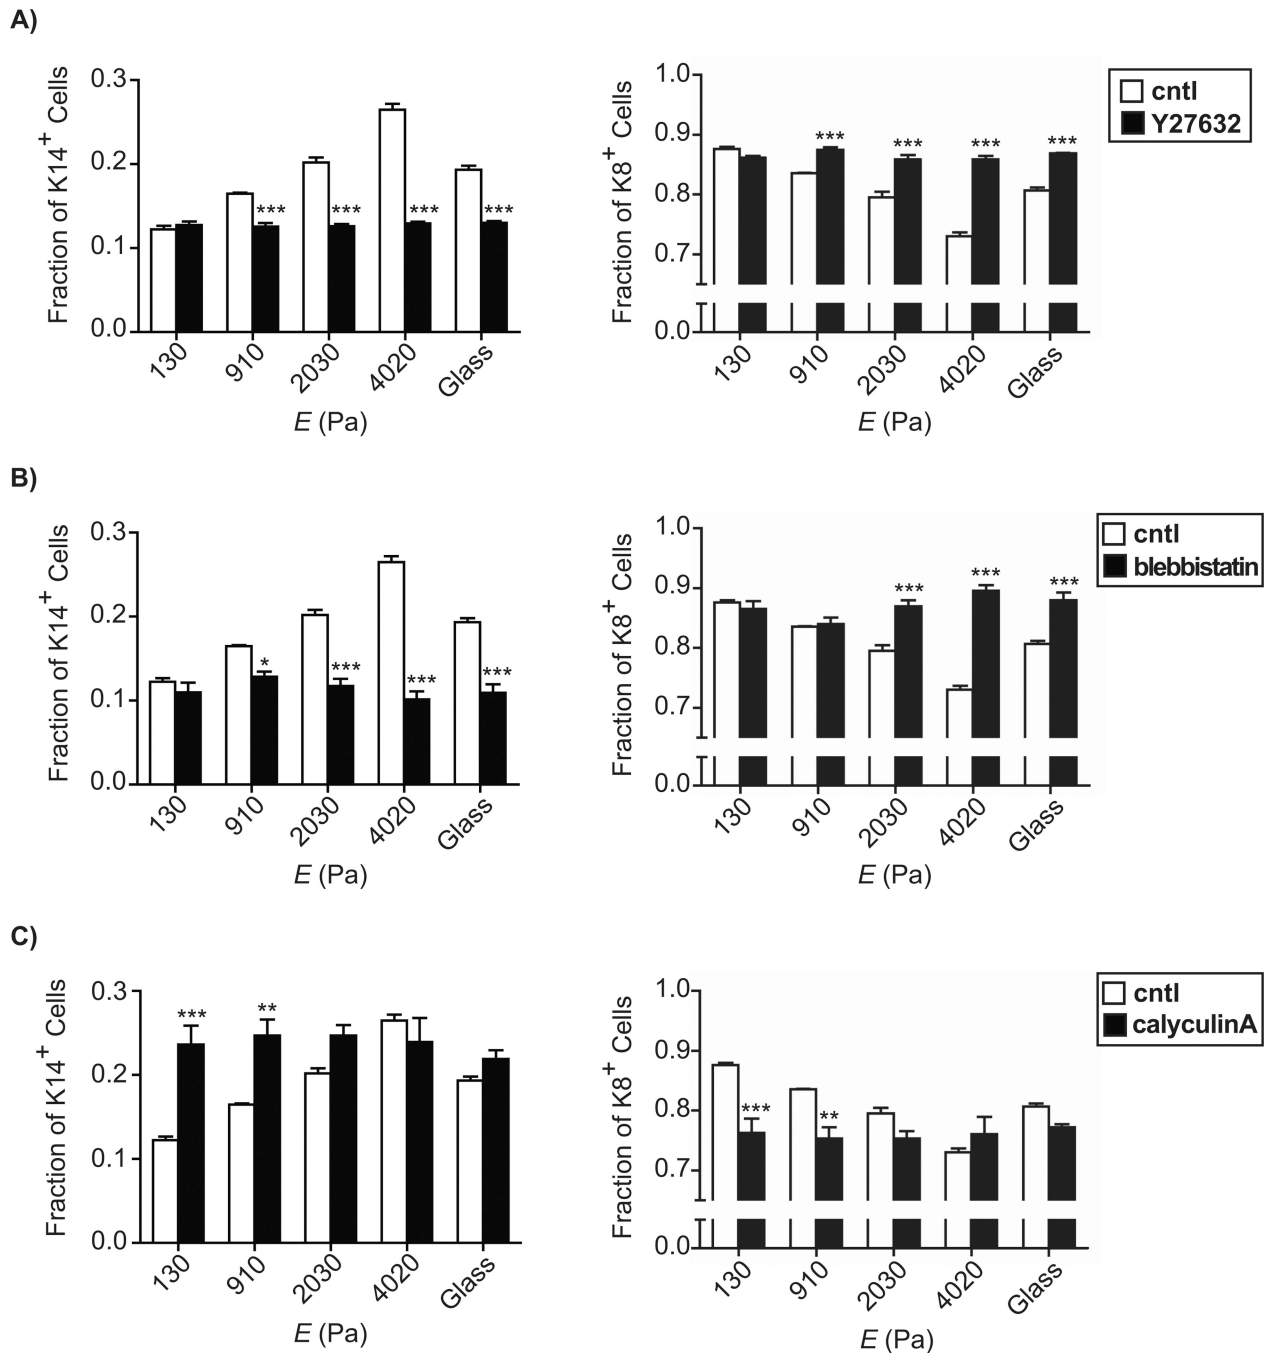 A)
Fraction of K14+ Cells
0.3
0.2
0.1
0.0
***
***
***
***
130
910
2030
4020
Glass
E (Pa)
Fraction of K8+ Cells
1.0
0.9
0.8
0.7
0.0
***
***
***
***
130
910
2030
4020
Glass
E (Pa)
cntl
Y27632
B)
Fraction of K14+ Cells
0.3
0.2
0.1
0.0
*
***
***
***
130
910
2030
4020
Glass
E (Pa)
Fraction of K8+ Cells
1.0
0.9
0.8
0.7
0.0
***
***
***
130
910
2030
4020
Glass
E (Pa)
cntl
blebbistatin
C)
Fraction of K14+ Cells
0.3
0.2
0.1
0.0
***
**
130
910
2030
4020
Glass
E (Pa)
Fraction of K8+ Cells
1.0
0.9
0.8
0.7
0.0
***
**
130
910
2030
4020
Glass
E (Pa)
cntl
calyculinA